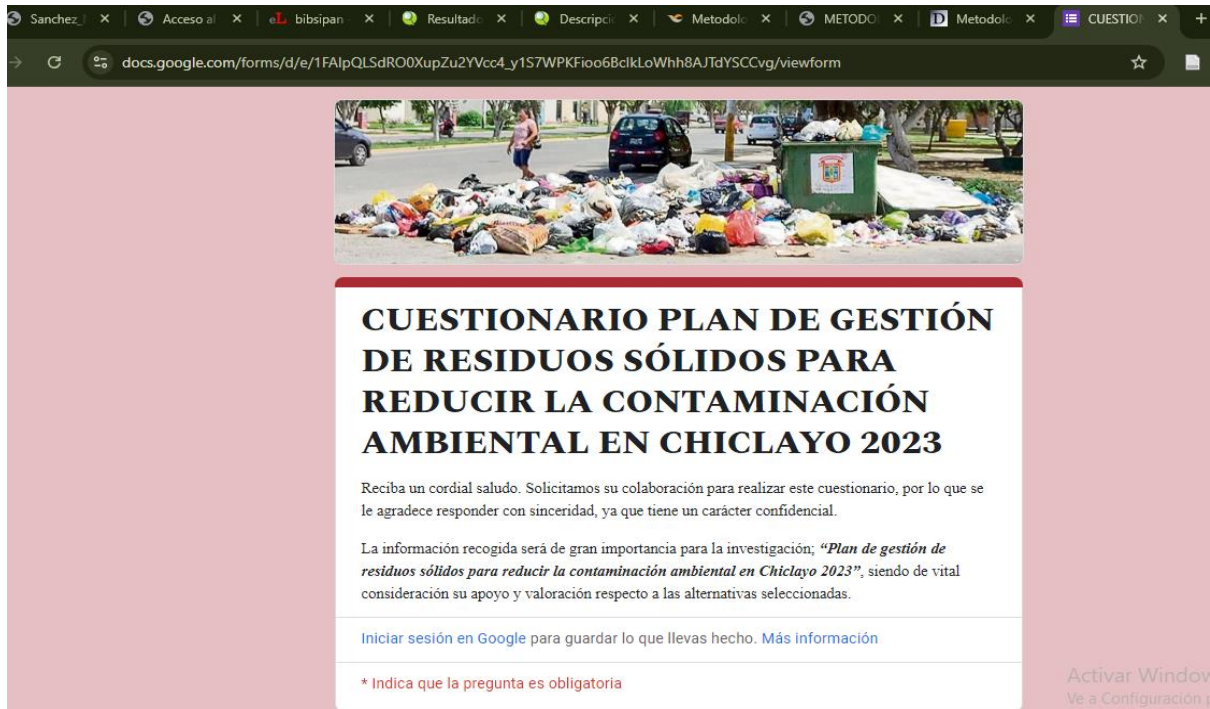 Sanchez_
Acceso al
eL bibsipan
Resultado
Descripció
Metodolo
METODO
Metodolo
CUESTION
docs.google.com/forms/d/e/1FAIpQLSdRO0XupZu2YVcc4_y1S7WPKFioo6BclkLoWhh8AJTdYSCCvg/viewform
CUESTIONARIO PLAN DE GESTIÓN
DE RESIDUOS SÓLIDOS PARA
REDUCIR LA CONTAMINACIÓN
AMBIENTAL EN CHICLAYO 2023
Reciba un cordial saludo. Solicitamos su colaboración para realizar este cuestionario, por lo que se
le agradece responder con sinceridad, ya que tiene un carácter confidencial.
La información recogida será de gran importancia para la investigación; “Plan de gestión de
residuos sólidos para reducir la contaminación ambiental en Chiclayo 2023”, siendo de vital
consideración su apoyo y valoración respecto a las alternativas seleccionadas.
Iniciar sesión en Google para guardar lo que llevas hecho. Más información
* Indica que la pregunta es obligatoria
Activar Window
Ve a Configuración